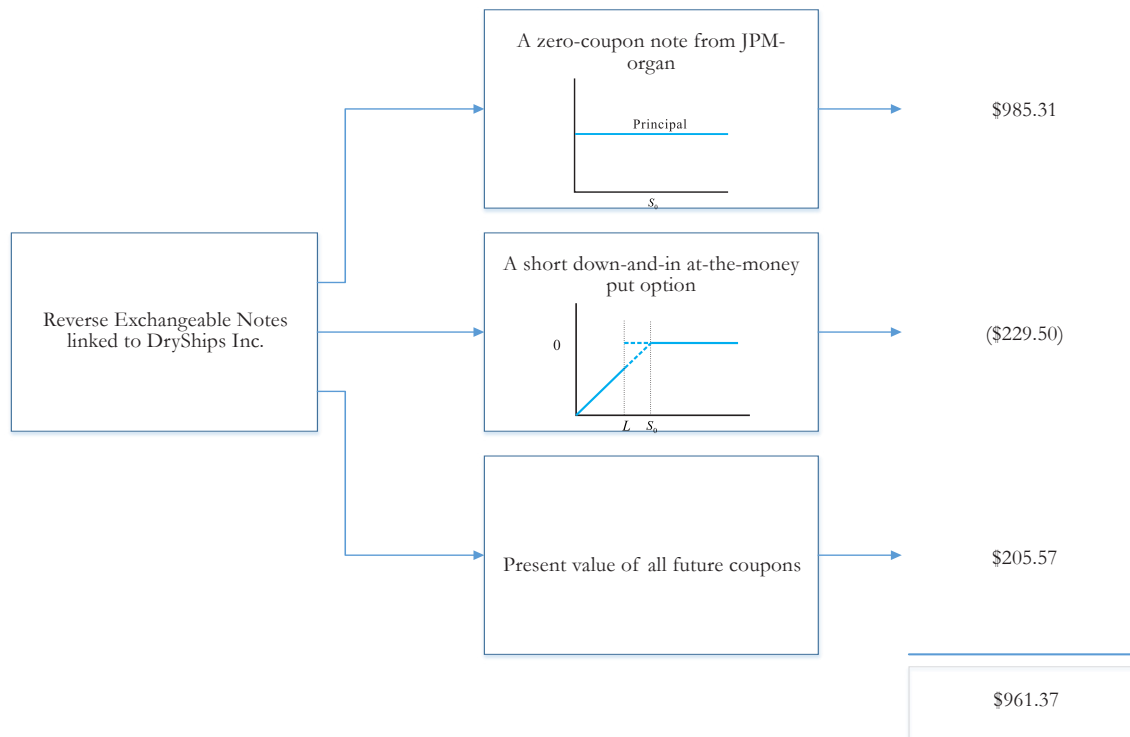 A zero-coupon note from JPM-
organ
Principal
S₀
$985.31
Reverse Exchangeable Notes
linked to DryShips Inc.
A short down-and-in at-the-money
put option
0
L S₀
($229.50)
Present value of all future coupons
$205.57
$961.37